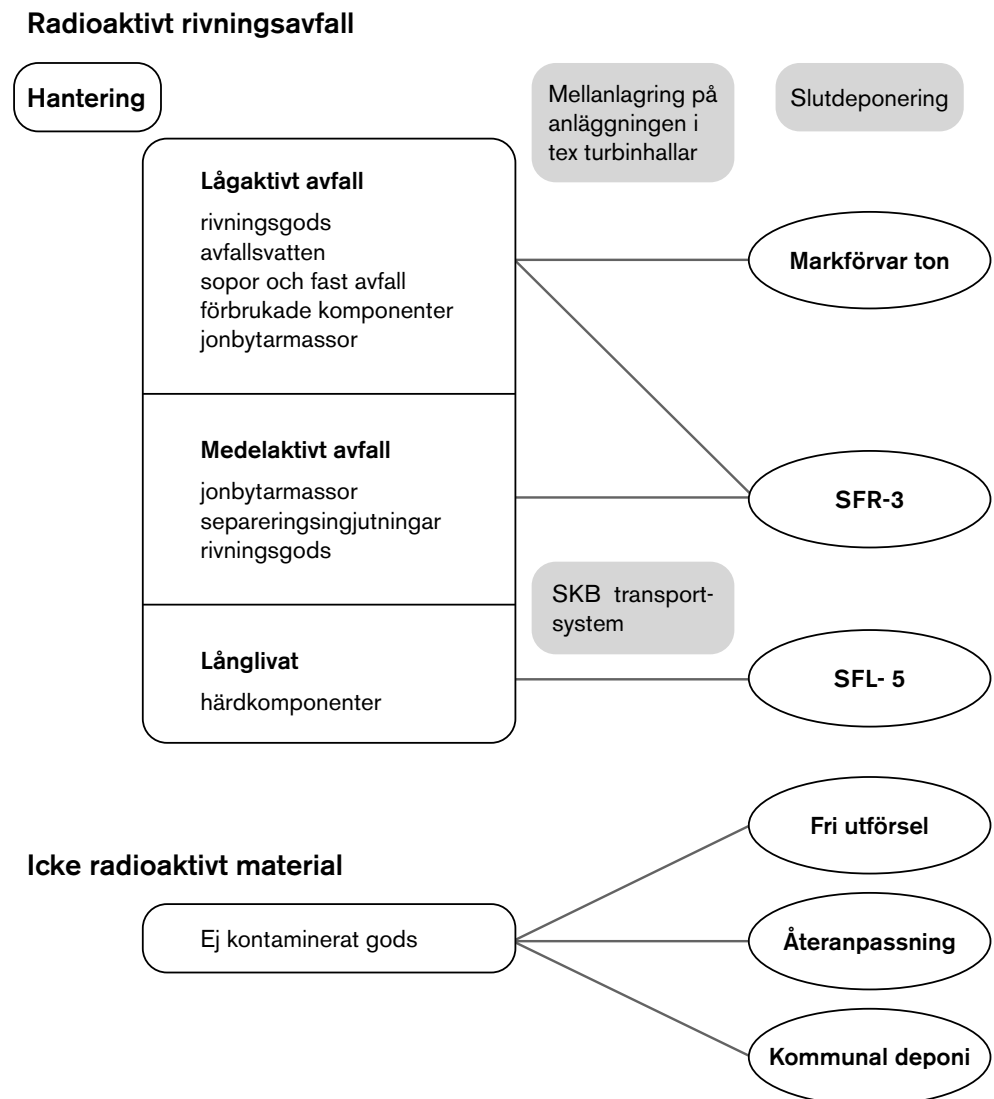 Radioaktivt rivningsavfall
Hantering
Mellanlagring på
anläggningen i
tex turbinhallar
Slutdeponering
Lågaktivt avfall
rivningsgods
avfallsvatten
sopor och fast avfall
förbrukade komponenter
jonbytarmassor
Markförvar ton
Medelaktivt avfall
jonbytarmassor
separeringsingjutningar
rivningsgods
SFR-3
SKB transport-
system
Långlivat
härdkomponenter
SFL- 5
Icke radioaktivt material
Ej kontaminerat gods
Fri utförsel
Återanpassning
Kommunal deponi